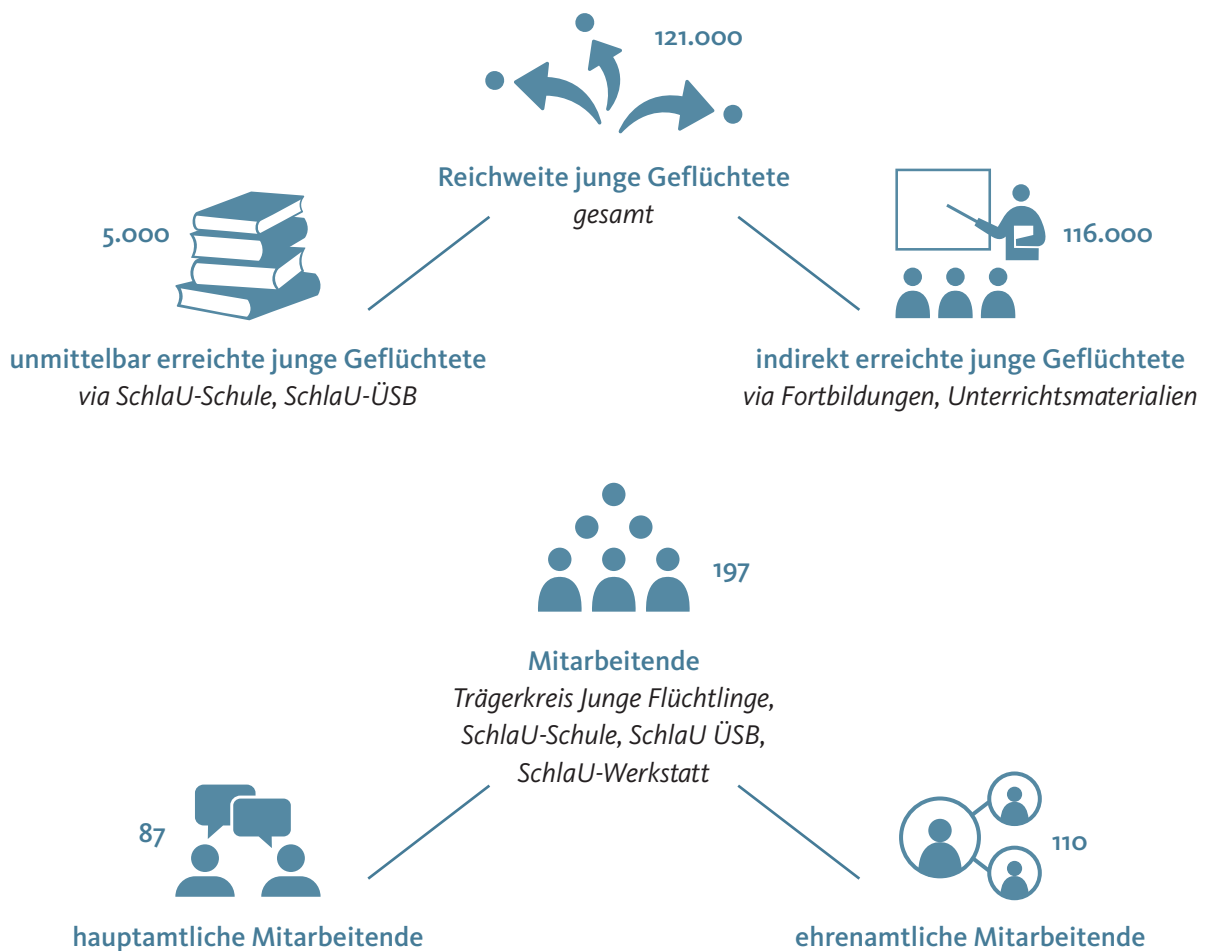 121.000
Reichweite junge Geflüchtete
gesamt
5.000
116.000
unmittelbar erreichte junge Geflüchtete
via SchlaU-Schule, SchlaU-ÜSB
indirekt erreichte junge Geflüchtete
via Fortbildungen, Unterrichtsmaterialien
197
Mitarbeitende
Trägerkreis Junge Flüchtlinge,
SchlaU-Schule, SchlaU ÜSB,
SchlaU-Werkstatt
87
110
hauptamtliche Mitarbeitende
ehrenamtliche Mitarbeitende